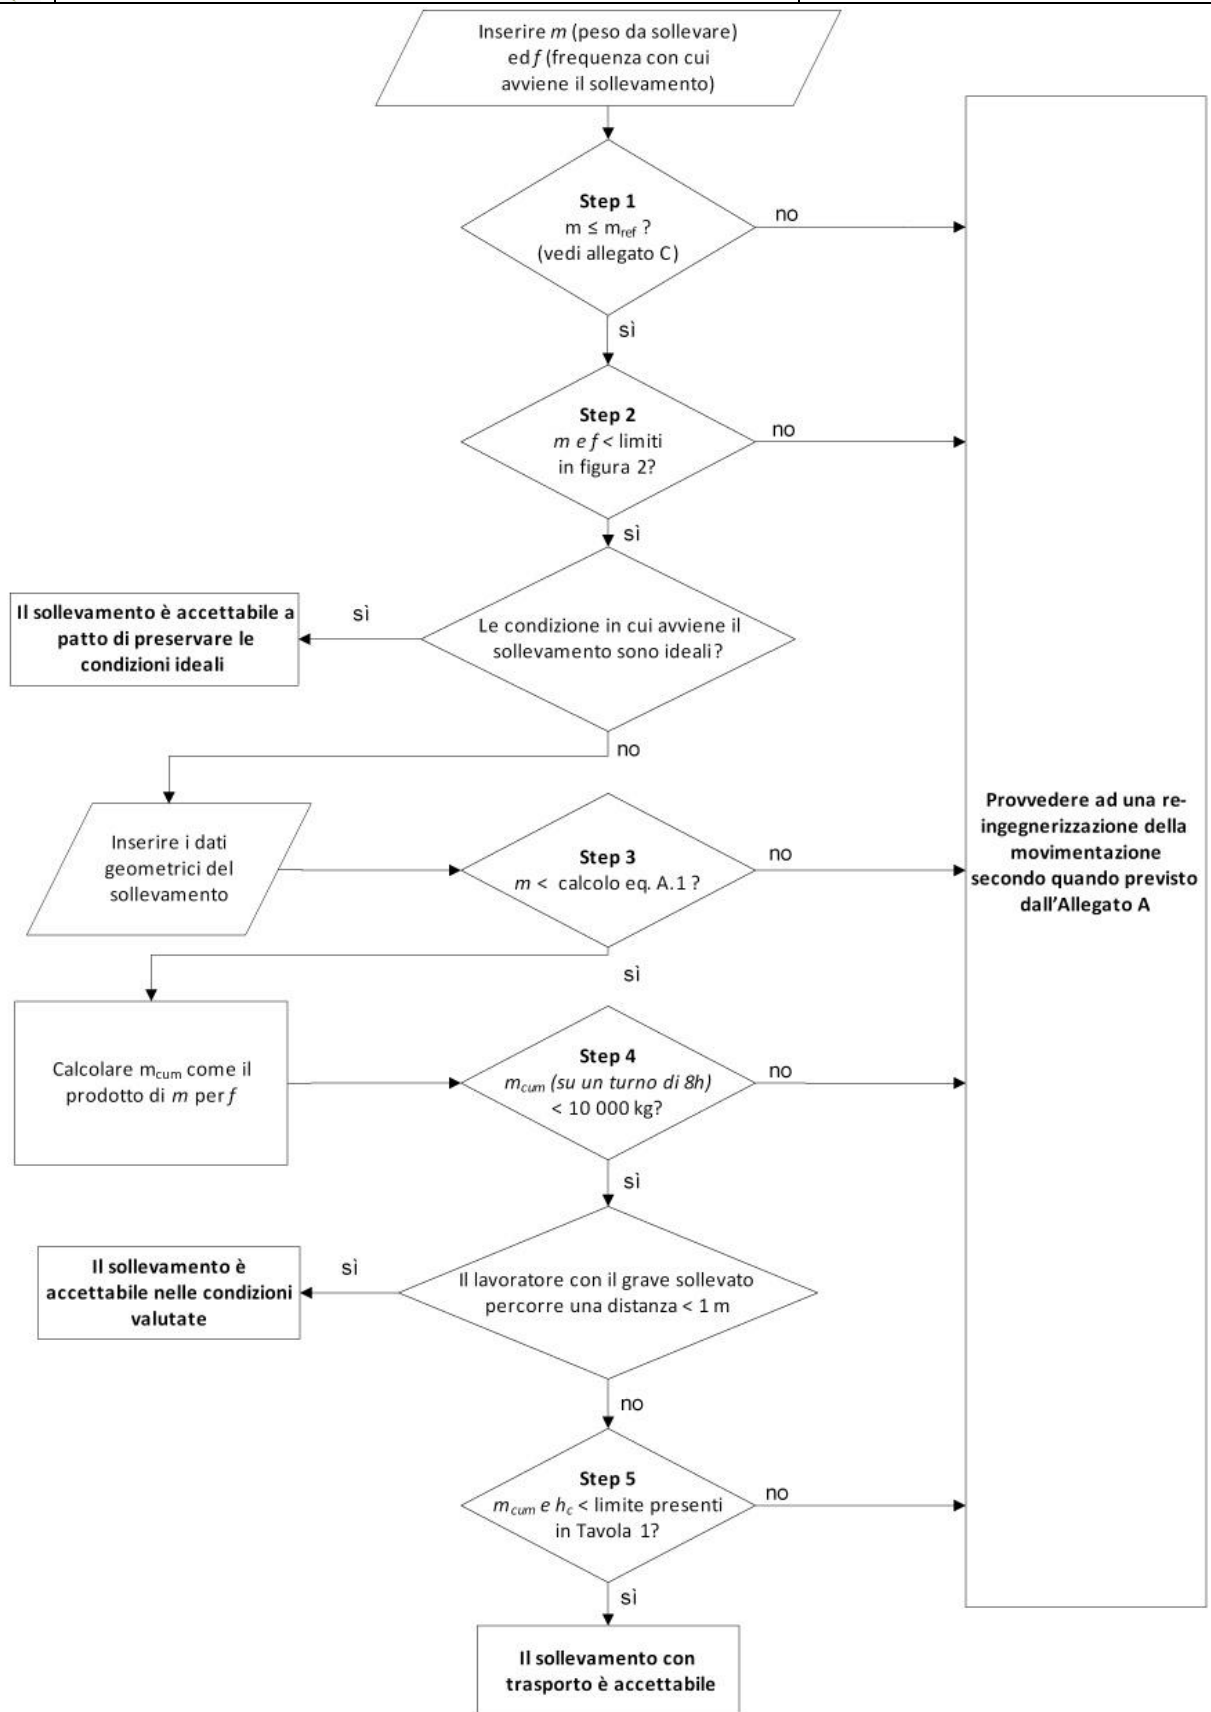 Inserire m (peso da sollevare)
ed f (frequenza con cui
avviene il sollevamento)
Step 1
m ≤ mref ?
(vedi allegato C)
no
sì
Step 2
m e f < limiti
in figura 2?
no
sì
Le condizione in cui avviene il
sollevamento sono ideali?
sì
Il sollevamento è accettabile a
patto di preservare le
condizioni ideali
no
Inserire i dati
geometrici del
sollevamento
Step 3
m < calcolo eq. A.1 ?
no
Provvedere ad una re-
ingegnerizzazione della
movimentazione
secondo quando previsto
dall'Allegato A
sì
Calcolare mcum come il
prodotto di m per f
Step 4
mcum (su un turno di 8h)
< 10 000 kg?
no
sì
Il lavoratore con il grave sollevato
percorre una distanza < 1 m
sì
Il sollevamento è
accettabile nelle condizioni
valutate
no
Step 5
mcum e hc < limite presenti
in Tavola 1?
no
sì
Il sollevamento con
trasporto è accettabile